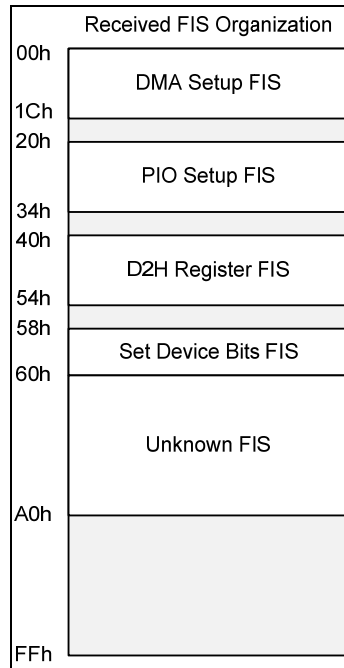 Received FIS Organization
00h
DMA Setup FIS
1Ch
20h
PIO Setup FIS
34h
40h
D2H Register FIS
54h
58h
Set Device Bits FIS
60h
Unknown FIS
A0h
FFh